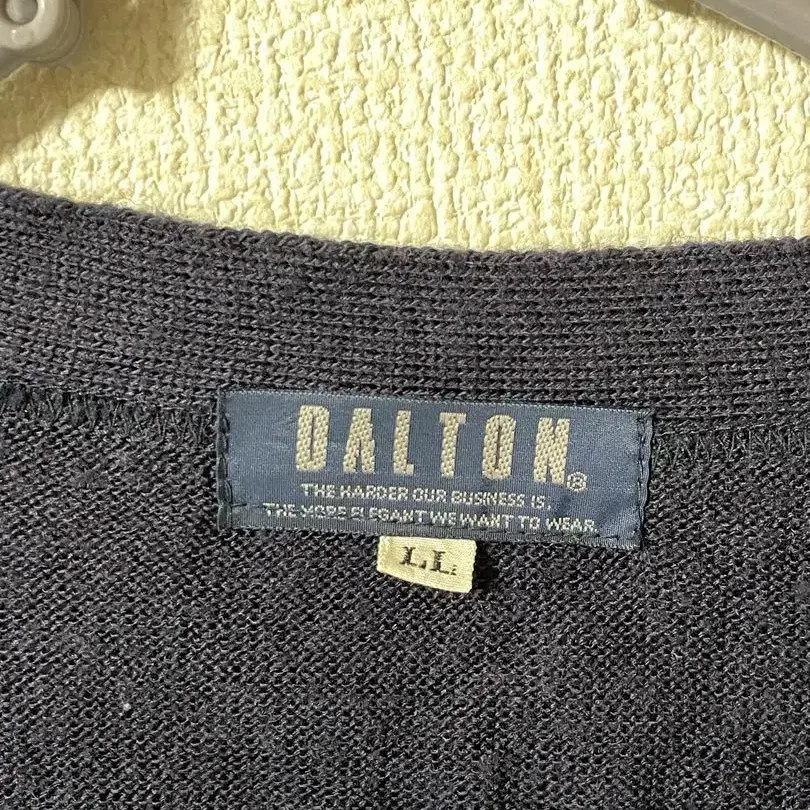 DALTON®
THE HARDER OUR BUSINESS IS,
THE MORE ELEGANT WE WANT TO WEAR
LL